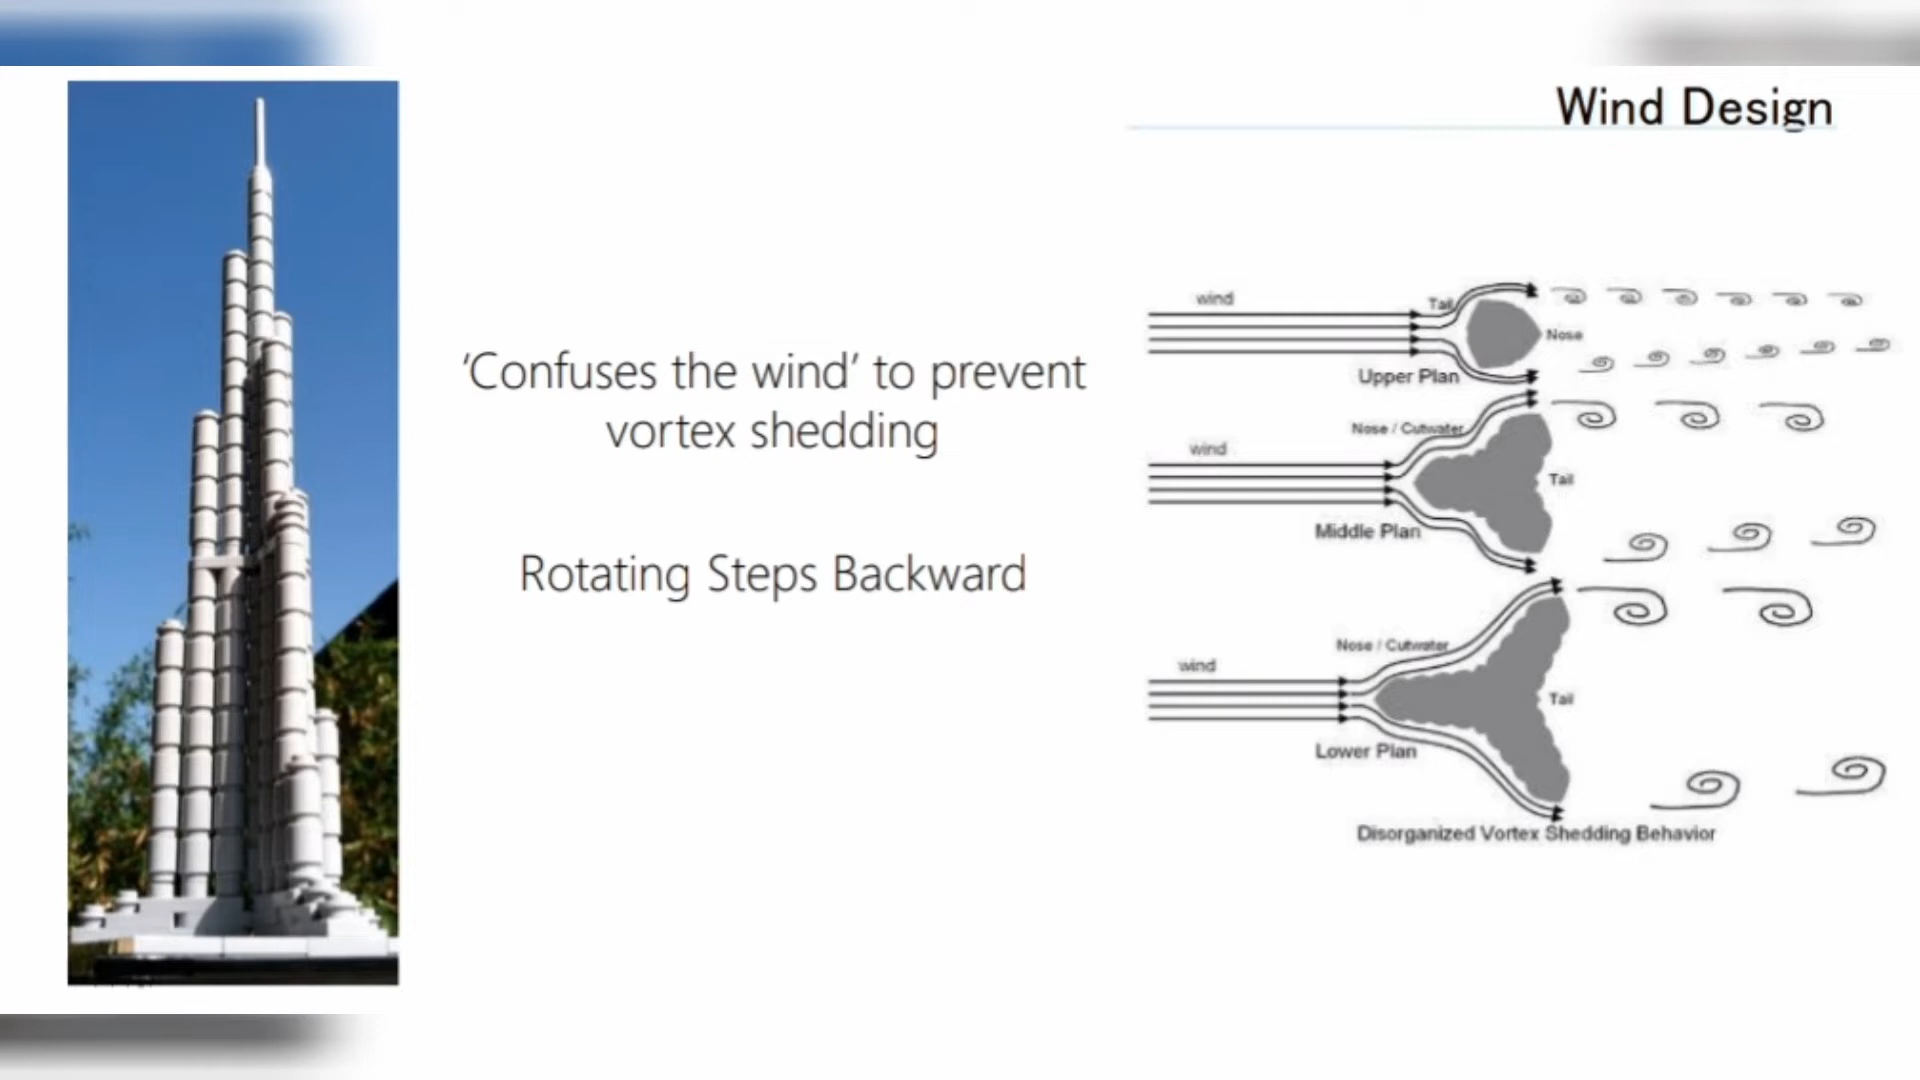 Wind Design
‘Confuses the wind’ to prevent
vortex shedding
Rotating Steps Backward
wind
Tail
Nose
Upper Plan
Nose / Cutwater
wind
Tail
Middle Plan
Nose / Cutwater
wind
Tail
Lower Plan
Disorganized Vortex Shedding Behavior